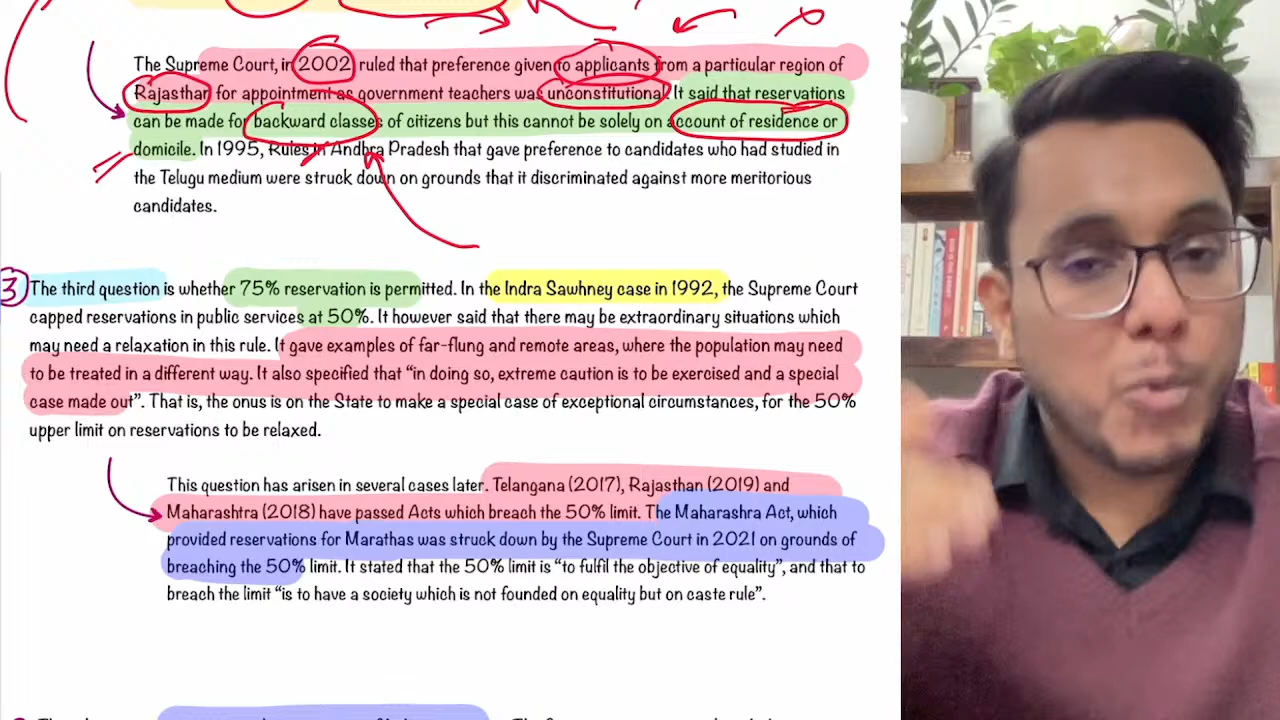 The Supreme Court, in 2002 ruled that preference given to applicants from a particular region of
Rajasthan for appointment as government teachers was unconstitutional. It said that reservations
can be made for backward classes of citizens but this cannot be solely on account of residence or
domicile. In 1995, Rules in Andhra Pradesh that gave preference to candidates who had studied in
the Telugu medium were struck down on grounds that it discriminated against more meritorious
candidates.
3 The third question is whether 75% reservation is permitted. In the Indra Sawhney case in 1992, the Supreme Court
capped reservations in public services at 50%. It however said that there may be extraordinary situations which
may need a relaxation in this rule. It gave examples of far-flung and remote areas, where the population may need
to be treated in a different way. It also specified that “in doing so, extreme caution is to be exercised and a special
case made out”. That is, the onus is on the State to make a special case of exceptional circumstances, for the 50%
upper limit on reservations to be relaxed.
This question has arisen in several cases later. Telangana (2017), Rajasthan (2019) and
Maharashtra (2018) have passed Acts which breach the 50% limit. The Maharashra Act, which
provided reservations for Marathas was struck down by the Supreme Court in 2021 on grounds of
breaching the 50% limit. It stated that the 50% limit is “to fulfil the objective of equality”, and that to
breach the limit “is to have a society which is not founded on equality but on caste rule”.